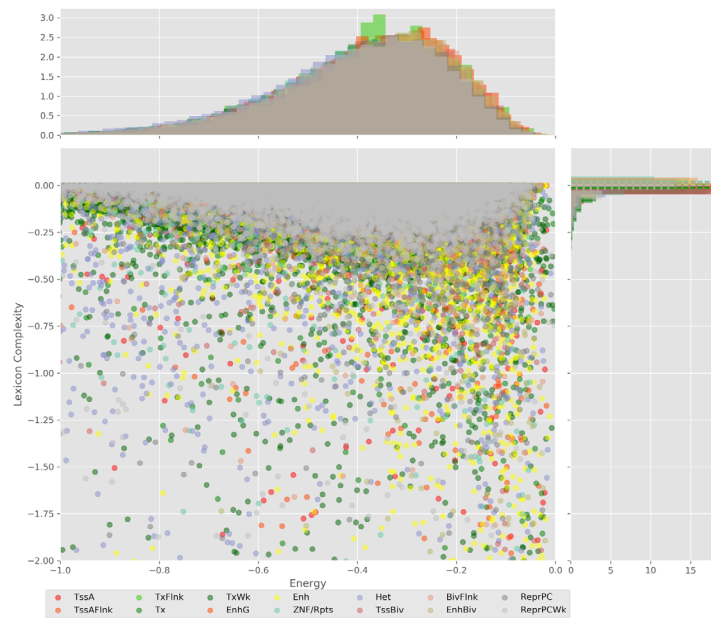 3.0
2.5
2.0
1.5
1.0
0.5
0.0
0.00
−0.25
−0.50
−0.75
−1.00
−1.25
−1.50
−1.75
−2.00
Lexicon Complexity
−1.0 −0.8 −0.6 −0.4 −0.2 0.0
Energy
0 5 10 15
TssA TxFlnk TxWk Enh Het BivFlnk ReprPC
TssAFlnk Tx EnhG ZNF/Rpts TssBiv EnhBiv ReprPCWk